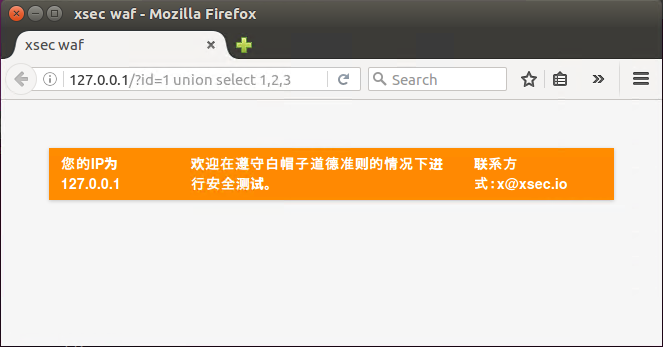 xsec waf - Mozilla Firefox
xsec waf
127.0.0.1/?id=1 union select 1,2,3
Search
您的IP为
127.0.0.1
欢迎在遵守白帽子道德准则的情况下进
行安全测试。
联系方
式:x@xsec.io